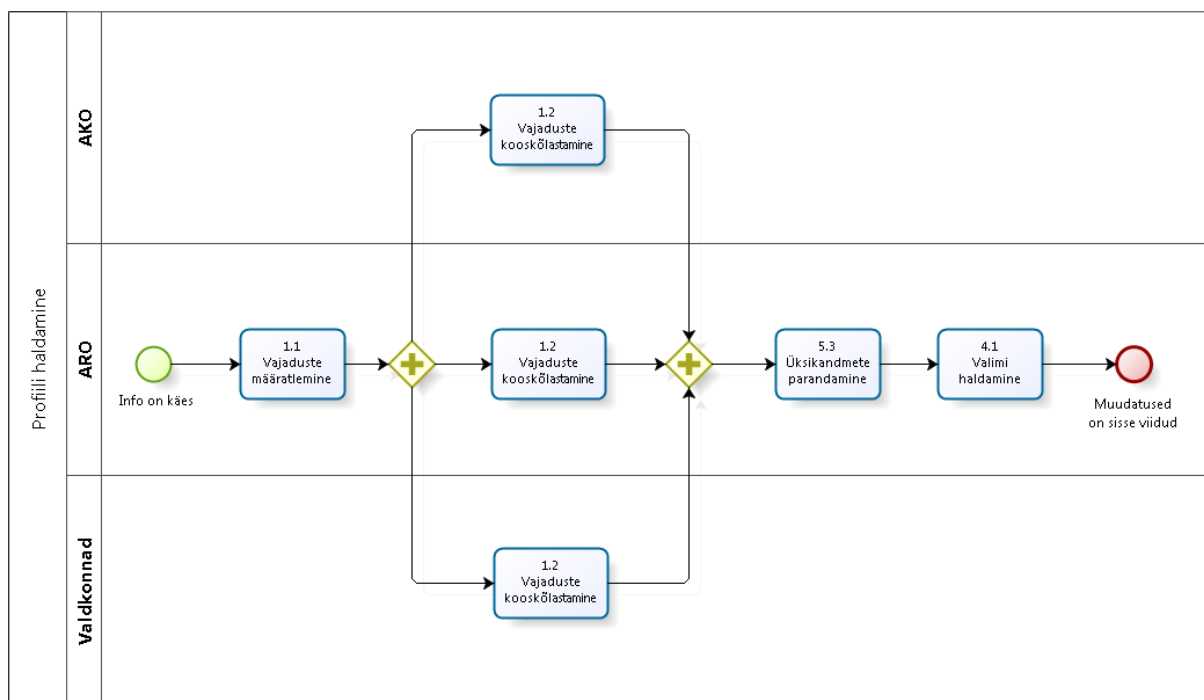 Profiili haldamine
AKO
1.2
Vajaduste
kooskõlastamine
ARO
Info on käes
1.1
Vajaduste
määratlemine
1.2
Vajaduste
kooskõlastamine
5.3
Üksikandmete
parandamine
4.1
Valimi
haldamine
Muudatused
on sisse viidud
Valdkonnad
1.2
Vajaduste
kooskõlastamine